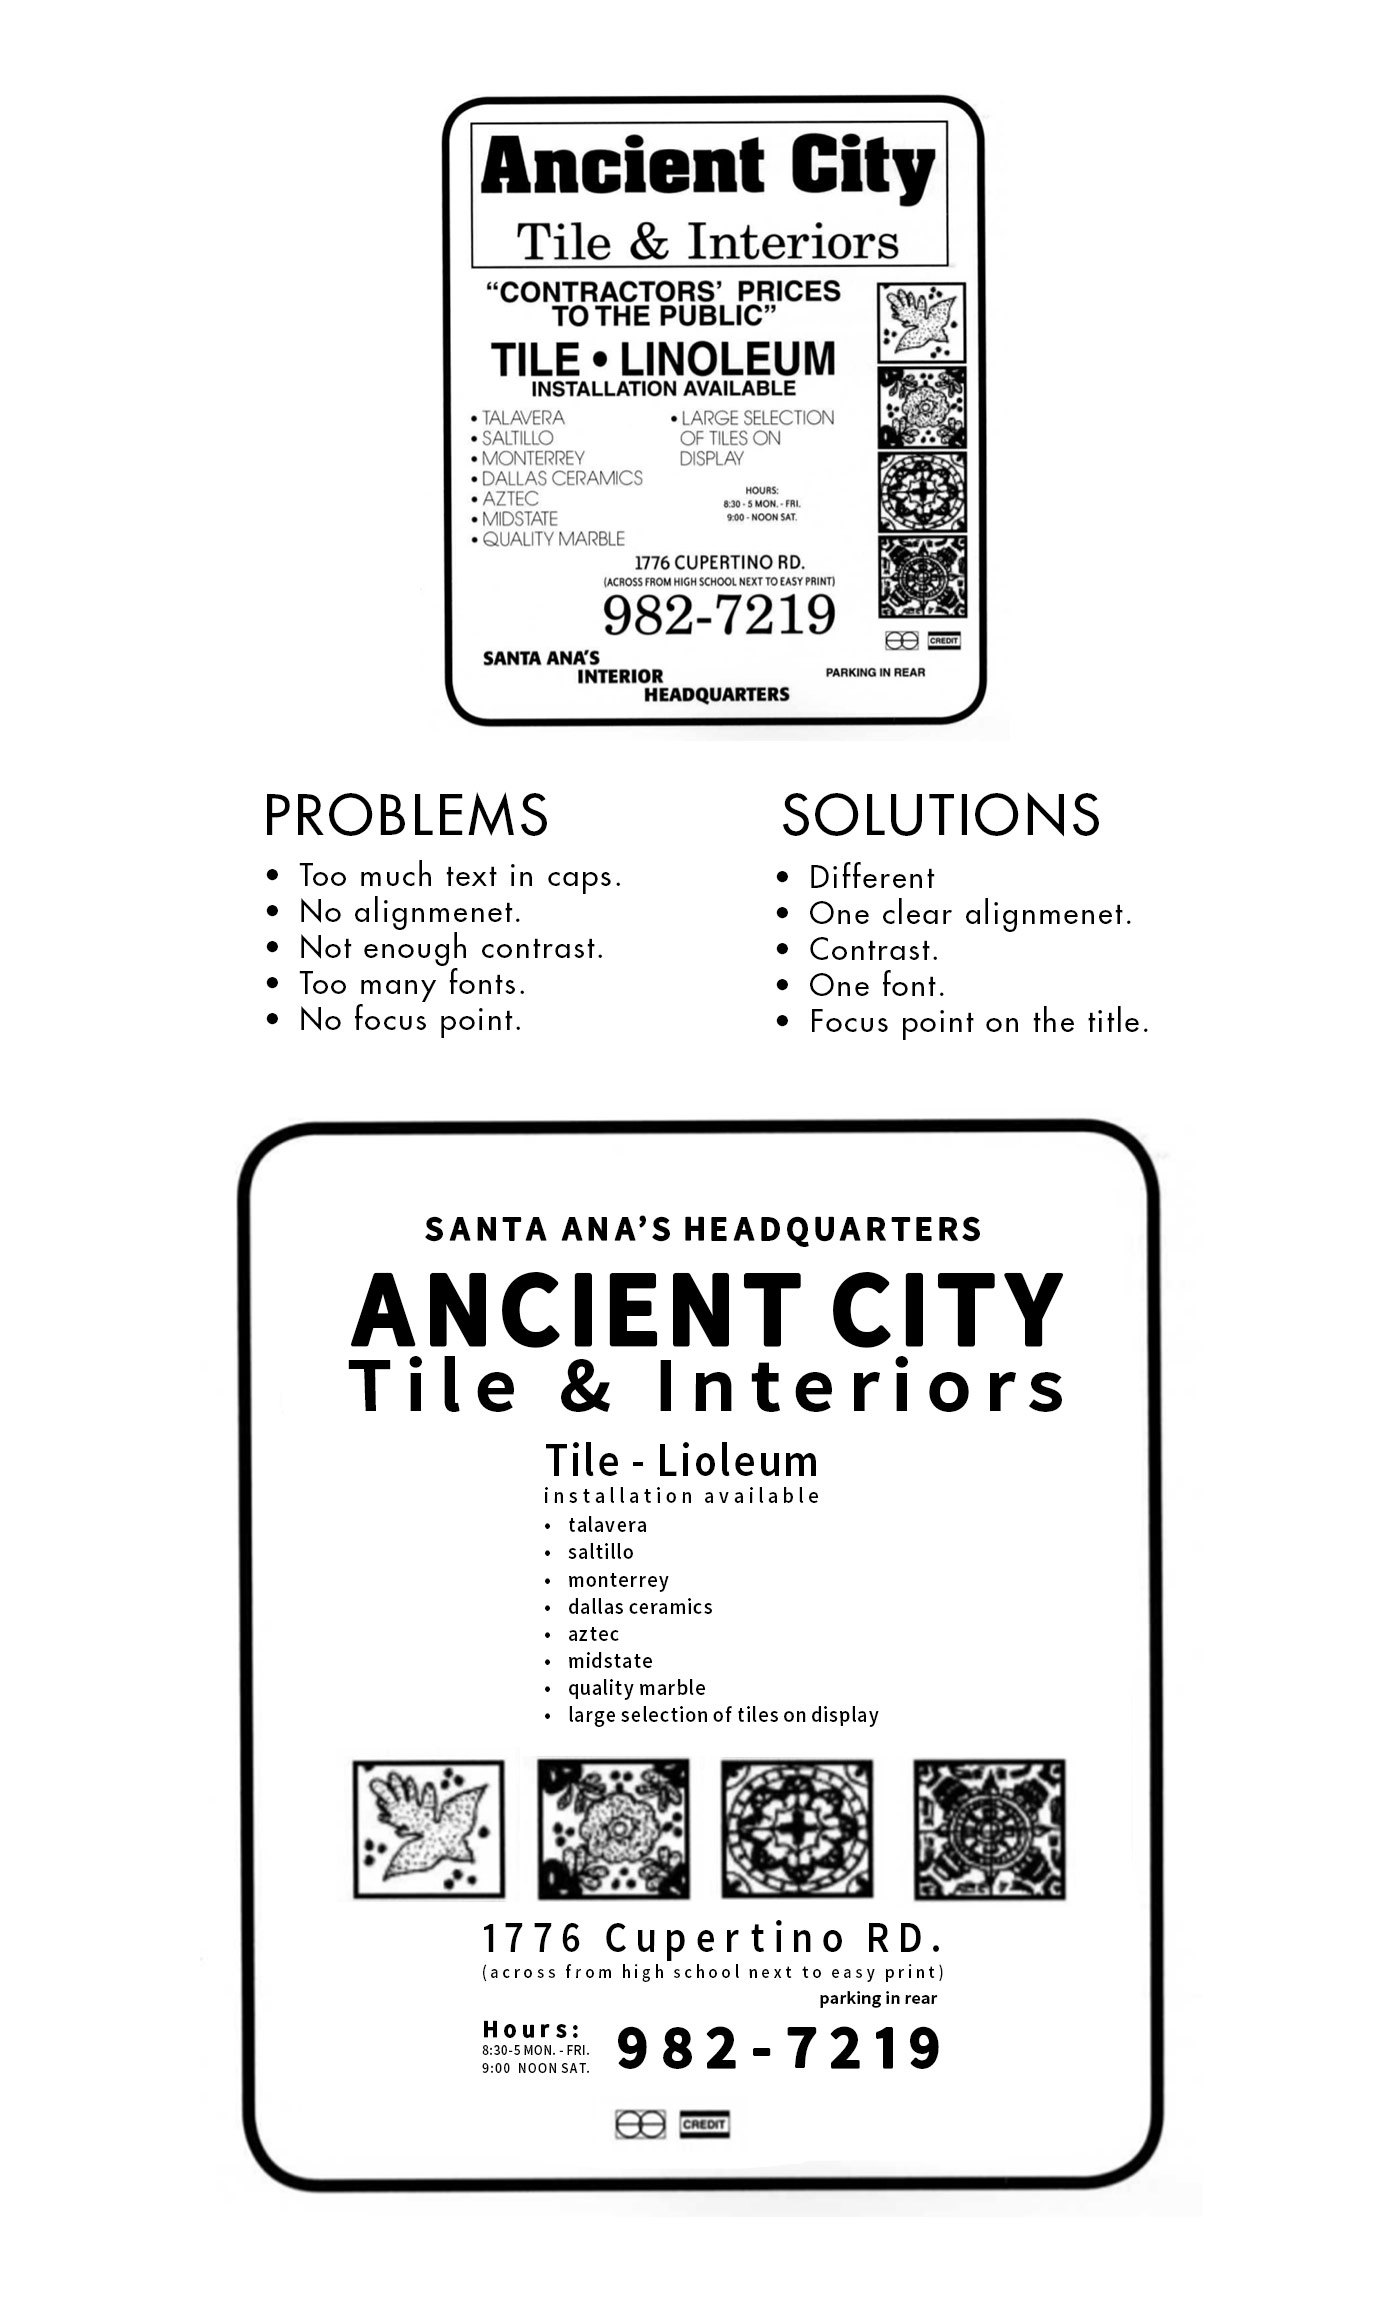 Ancient City
Tile & Interiors
“CONTRACTORS’ PRICES
TO THE PUBLIC”
TILE • LINOLEUM
INSTALLATION AVAILABLE
• TALAVERA
• SALTILLO
• MONTERREY
• DALLAS CERAMICS
• AZTEC
• MIDSTATE
• QUALITY MARBLE
• LARGE SELECTION
OF TILES ON
DISPLAY
HOURS:
8:30 - 5 MON. - FRI.
9:00 - NOON SAT.
1776 CUPERTINO RD.
(ACROSS FROM HIGH SCHOOL NEXT TO EASY PRINT)
982-7219
CREDIT
SANTA ANA’S
INTERIOR
HEADQUARTERS
PARKING IN REAR
PROBLEMS
• Too much text in caps.
• No alignmenet.
• Not enough contrast.
• Too many fonts.
• No focus point.
SOLUTIONS
• Different
• One clear alignmenet.
• Contrast.
• One font.
• Focus point on the title.
SANTA ANA’S HEADQUARTERS
ANCIENT CITY
Tile & Interiors
Tile - Lioleum
installation available
• talavera
• saltillo
• monterrey
• dallas ceramics
• aztec
• midstate
• quality marble
• large selection of tiles on display
1776 Cupertino RD.
(across from high school next to easy print)
parking in rear
Hours:
8:30-5 MON. - FRI.
9:00 NOON SAT.
982-7219
CREDIT